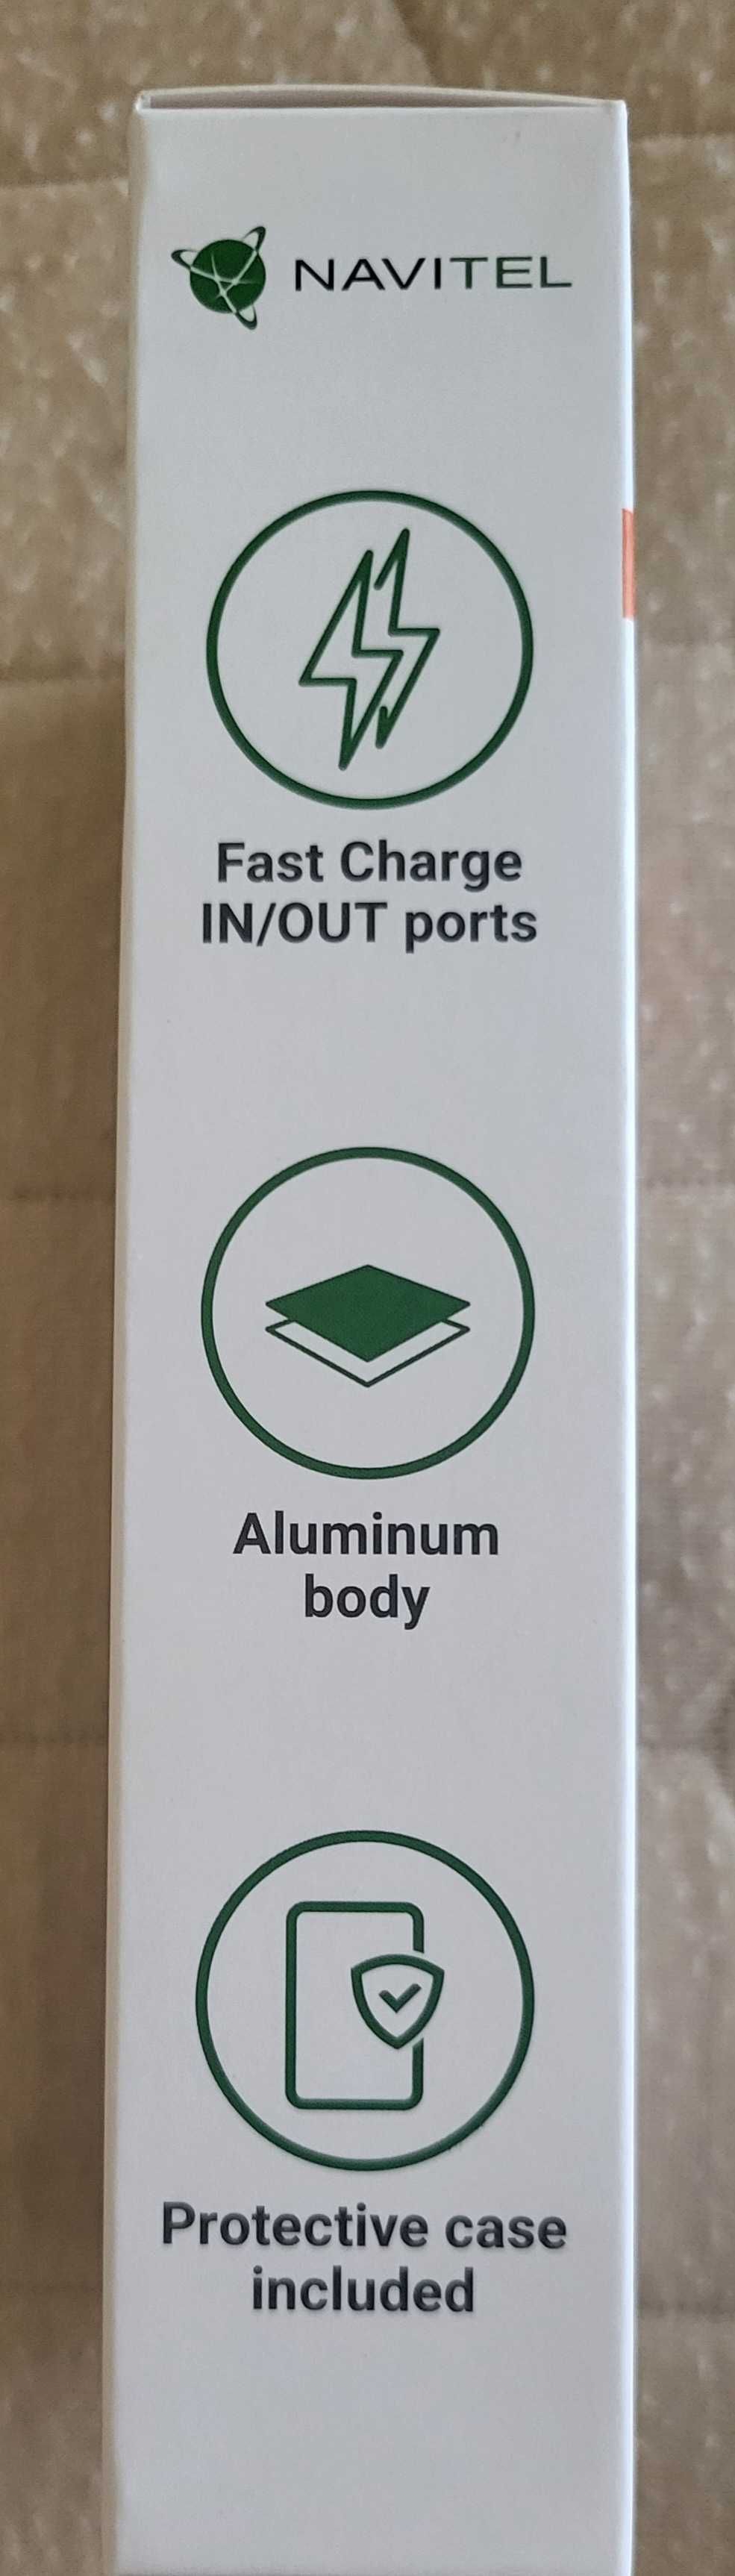 NAVITEL
Fast Charge
IN/OUT ports
Aluminum
body
Protective case
included